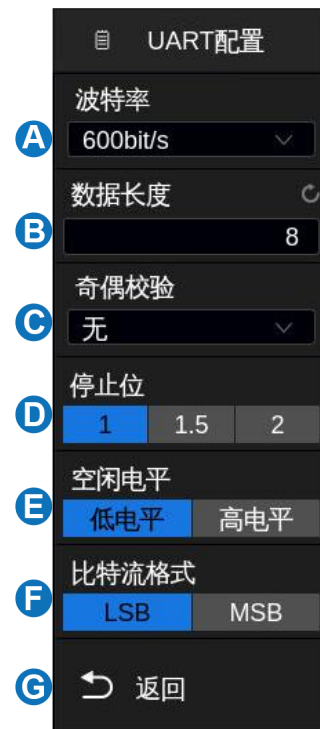 UART配置
波特率
A
600bit/s
数据长度
B
8
奇偶校验
C
无
停止位
D
1 1.5 2
空闲电平
E
低电平 高电平
比特流格式
F
LSB MSB
G
返回